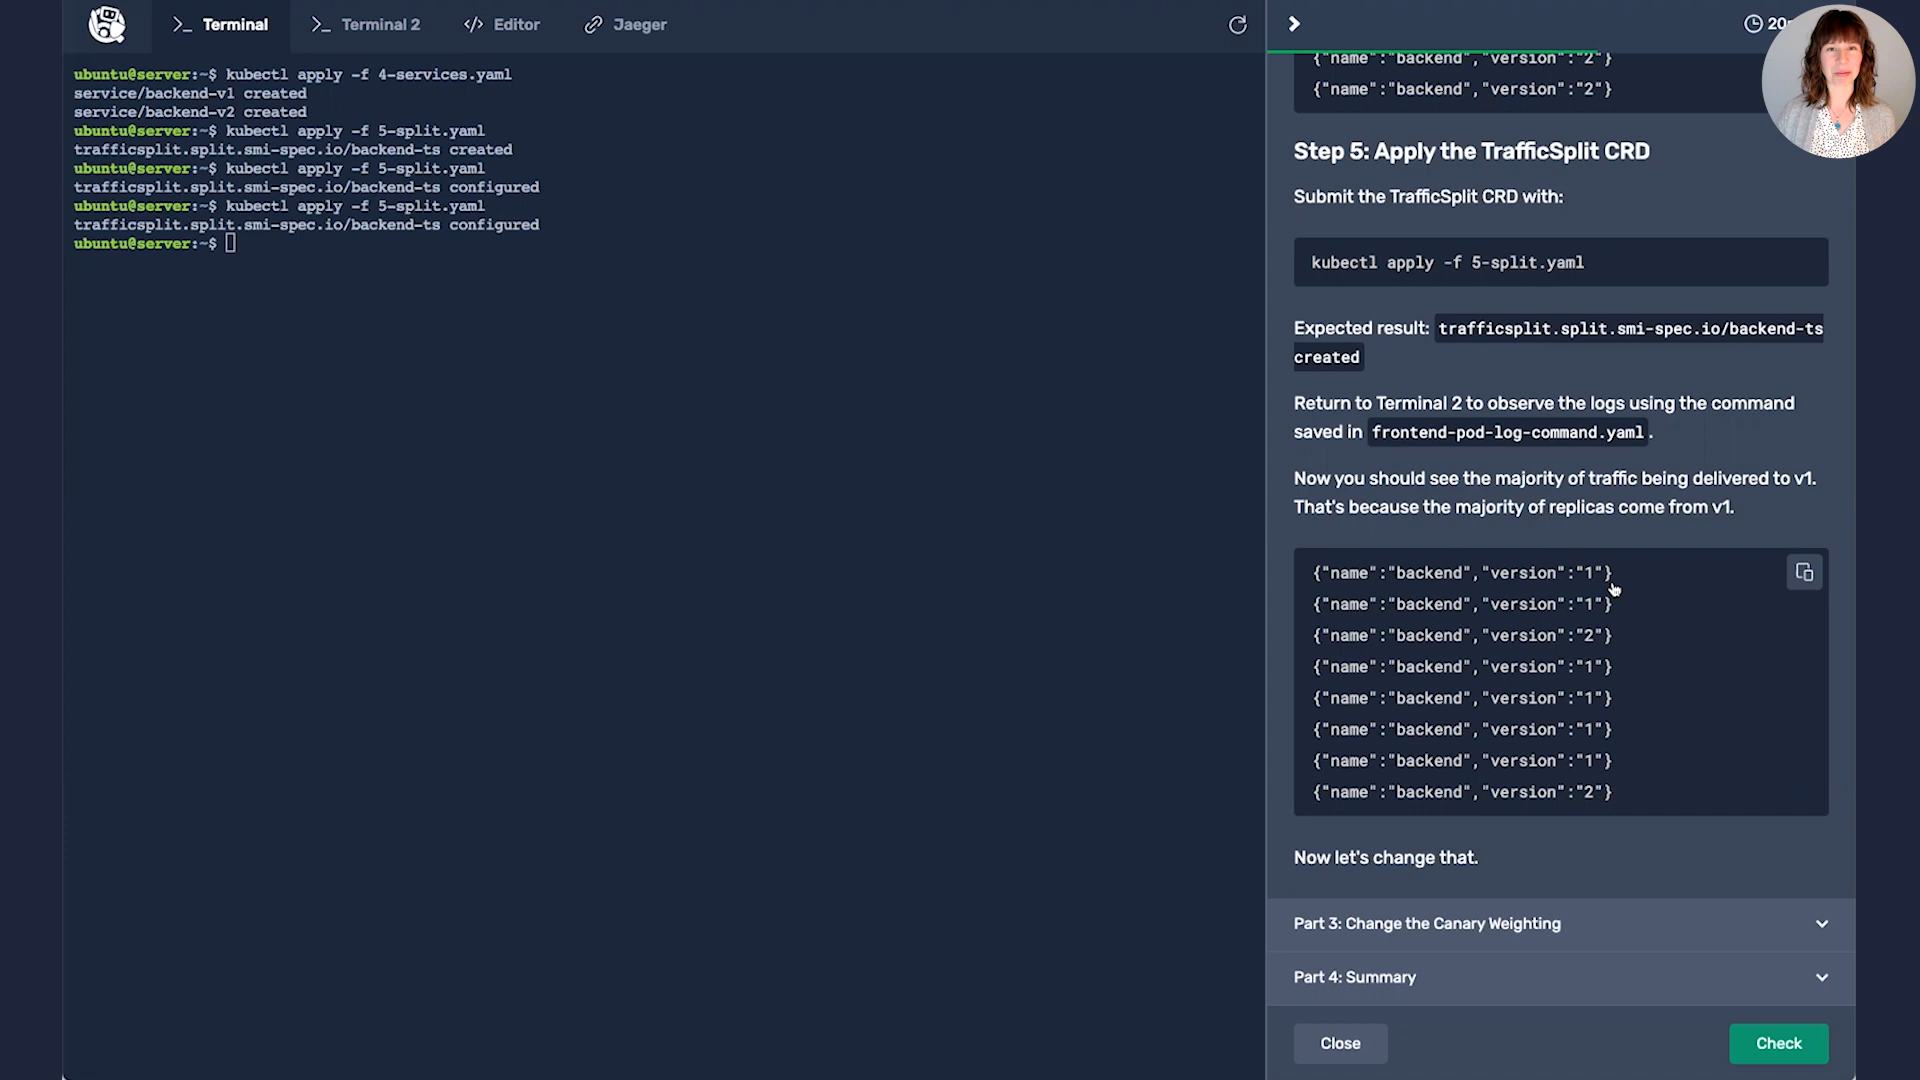 Terminal
Terminal 2
Editor
Jaeger
ubuntu@server:~$ kubectl apply -f 4-services.yaml
service/backend-v1 created
service/backend-v2 created
ubuntu@server:~$ kubectl apply -f 5-split.yaml
trafficsplit.split.smi-spec.io/backend-ts created
ubuntu@server:~$ kubectl apply -f 5-split.yaml
trafficsplit.split.smi-spec.io/backend-ts configured
ubuntu@server:~$ kubectl apply -f 5-split.yaml
trafficsplit.split.smi-spec.io/backend-ts configured
ubuntu@server:~$
{"name":"backend","version":"2"}
{"name":"backend","version":"2"}
Step 5: Apply the TrafficSplit CRD
Submit the TrafficSplit CRD with:
kubectl apply -f 5-split.yaml
Expected result: trafficsplit.split.smi-spec.io/backend-ts
created
Return to Terminal 2 to observe the logs using the command
saved in frontend-pod-log-command.yaml.
Now you should see the majority of traffic being delivered to v1.
That's because the majority of replicas come from v1.
{"name":"backend","version":"1"}
{"name":"backend","version":"1"}
{"name":"backend","version":"2"}
{"name":"backend","version":"1"}
{"name":"backend","version":"1"}
{"name":"backend","version":"1"}
{"name":"backend","version":"1"}
{"name":"backend","version":"2"}
Now let's change that.
Part 3: Change the Canary Weighting
Part 4: Summary
Close
Check